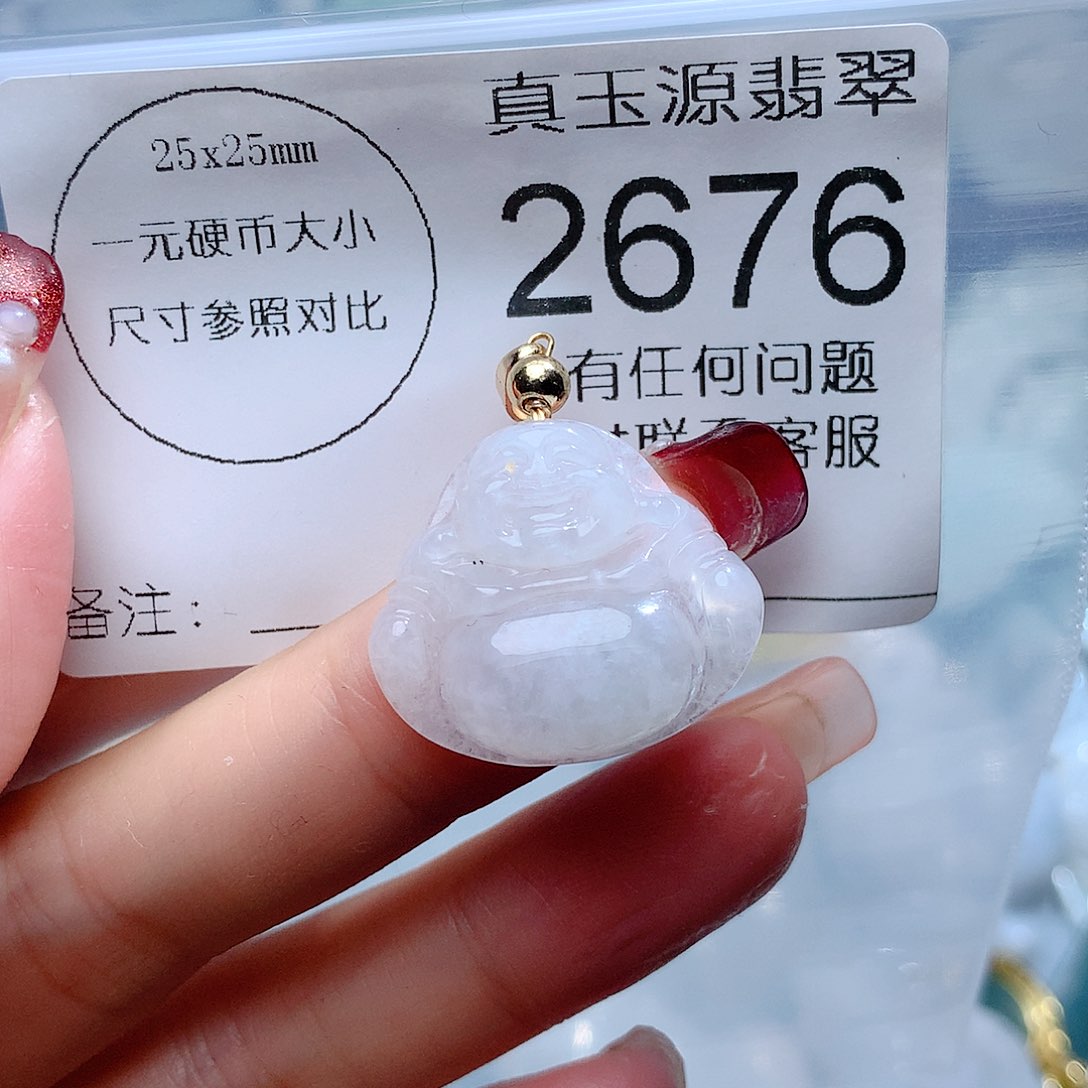 25x25mm
一元硬币大小
尺寸参照对比
真玉源翡翠
2676
有任何问题
客服
备注：